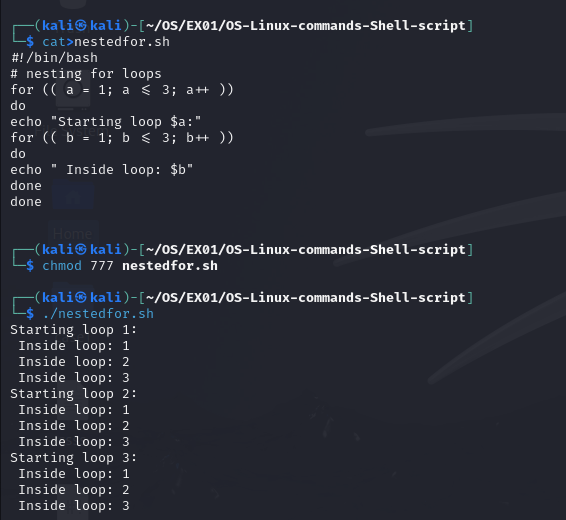 ┌──(kali㉿kali)-[~/OS/EX01/OS-Linux-commands-Shell-script]
└─$ cat>nestedfor.sh
#!/bin/bash
# nesting for loops
for (( a = 1; a <= 3; a++ ))
do
echo "Starting loop $a:"
for (( b = 1; b <= 3; b++ ))
do
echo " Inside loop: $b"
done
done
┌──(kali㉿kali)-[~/OS/EX01/OS-Linux-commands-Shell-script]
└─$ chmod 777 nestedfor.sh
┌──(kali㉿kali)-[~/OS/EX01/OS-Linux-commands-Shell-script]
└─$ ./nestedfor.sh
Starting loop 1:
 Inside loop: 1
 Inside loop: 2
 Inside loop: 3
Starting loop 2:
 Inside loop: 1
 Inside loop: 2
 Inside loop: 3
Starting loop 3:
 Inside loop: 1
 Inside loop: 2
 Inside loop: 3
Home